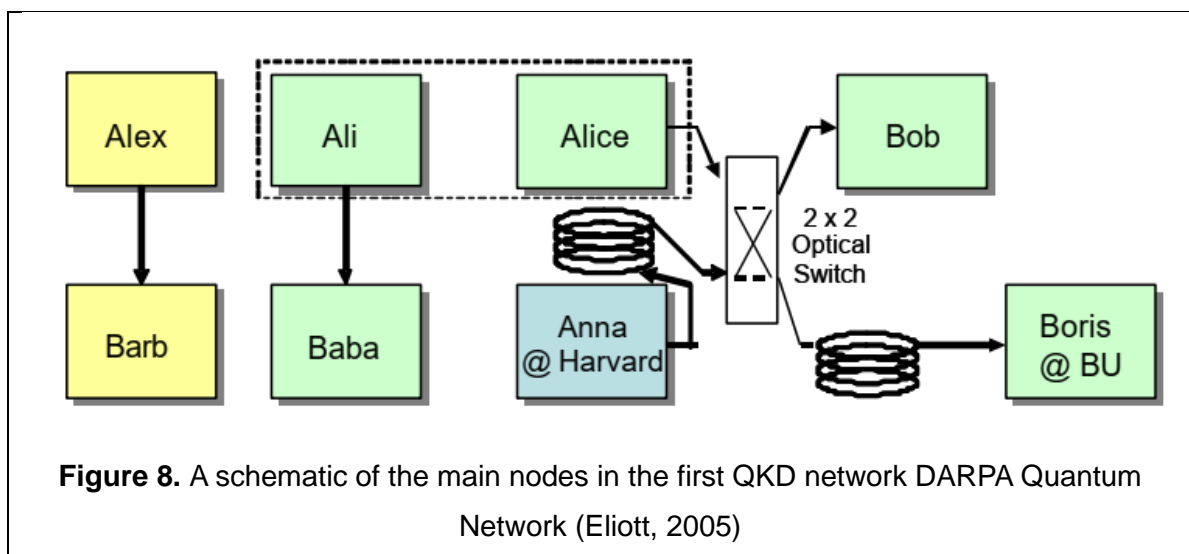 Alex
Ali
Alice
Bob
2 x 2
Optical
Switch
Barb
Baba
Anna
@ Harvard
Boris
@ BU
Figure 8. A schematic of the main nodes in the first QKD network DARPA Quantum
Network (Eliott, 2005)